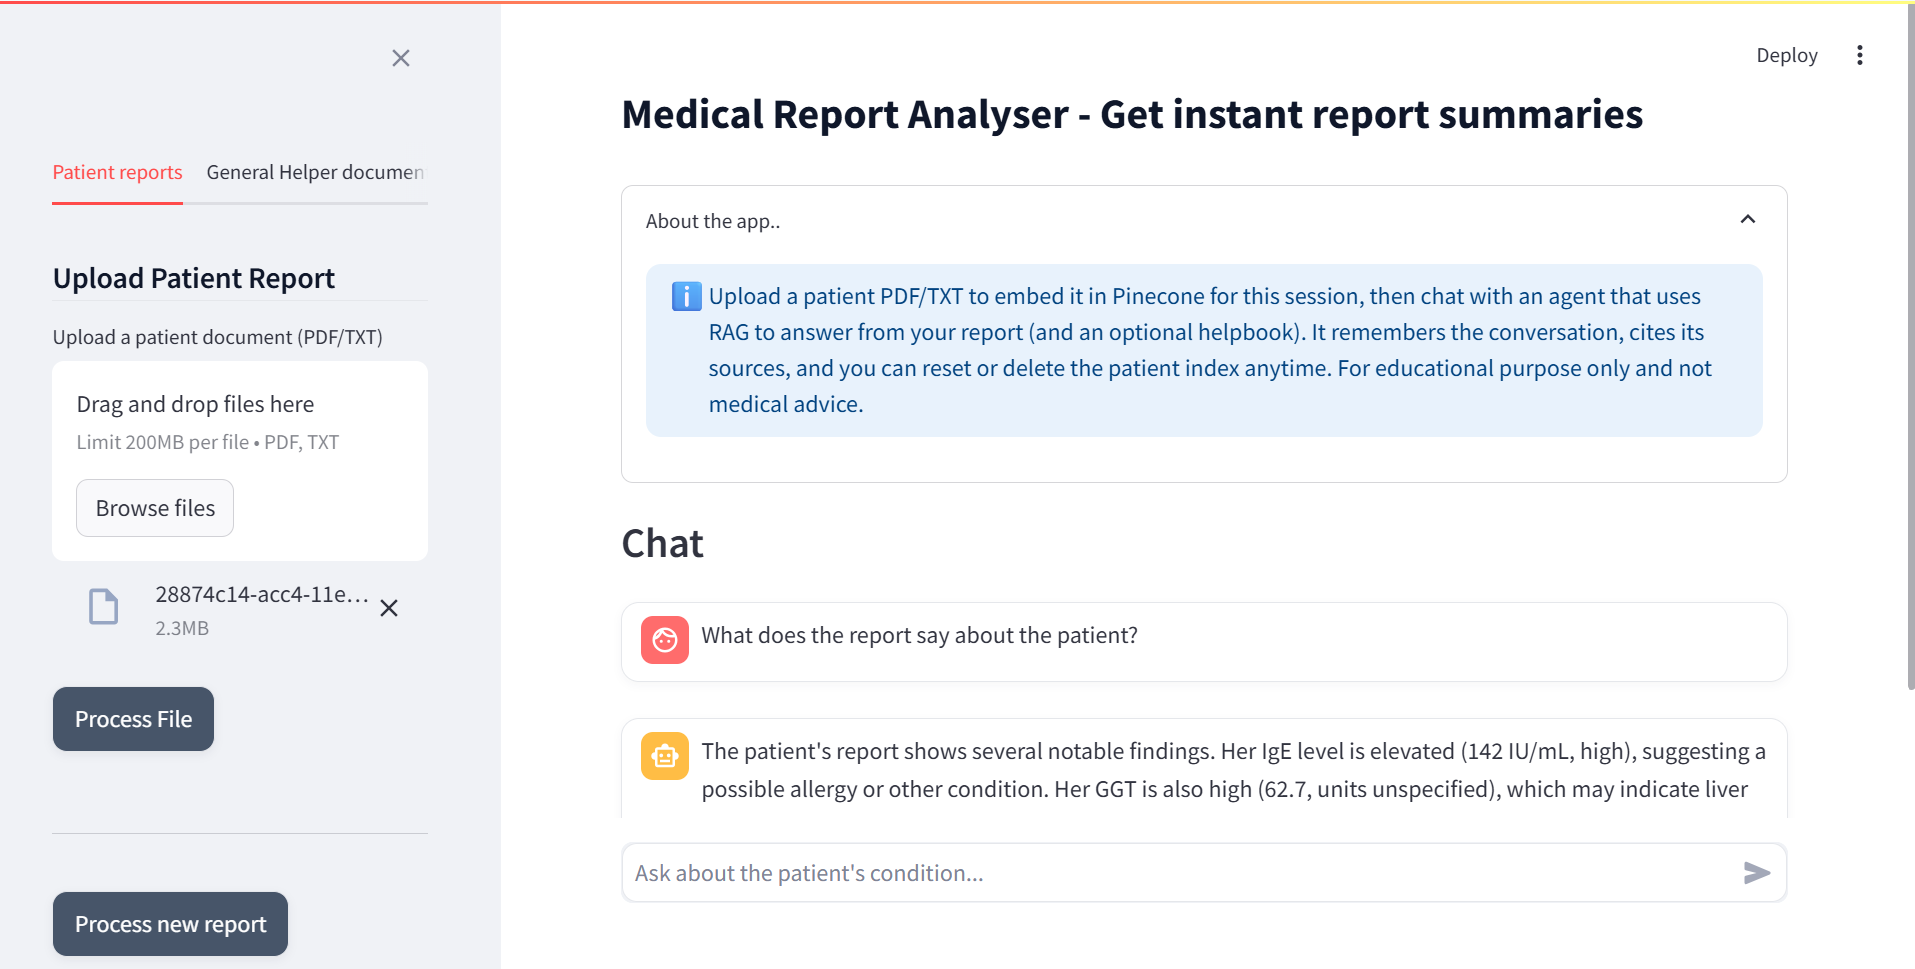 Deploy
Patient reports
General Helper documen
Upload Patient Report
Upload a patient document (PDF/TXT)
Drag and drop files here
Limit 200MB per file • PDF, TXT
Browse files
28874c14-acc4-11e...
2.3MB
Process File
Process new report
Medical Report Analyser - Get instant report summaries
About the app..
Upload a patient PDF/TXT to embed it in Pinecone for this session, then chat with an agent that uses
RAG to answer from your report (and an optional helpbook). It remembers the conversation, cites its
sources, and you can reset or delete the patient index anytime. For educational purpose only and not
medical advice.
Chat
What does the report say about the patient?
The patient's report shows several notable findings. Her IgE level is elevated (142 IU/mL, high), suggesting a
possible allergy or other condition. Her GGT is also high (62.7, units unspecified), which may indicate liver
Ask about the patient's condition...